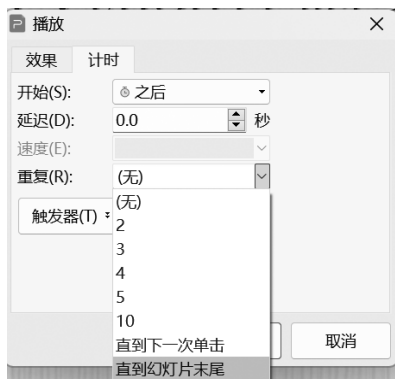 播放
效果 计时
开始(S): 之后
延迟(D): 0.0 秒
速度(E):
重复(R): (无)
触发器(T)
(无)
2
3
4
5
10
直到下一次单击
取消
直到幻灯片末尾